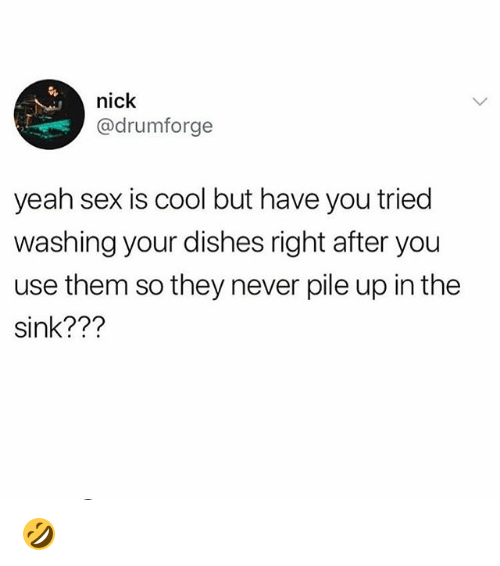 nick
@drumforge
yeah sex is cool but have you tried
washing your dishes right after you
use them so they never pile up in the
sink???